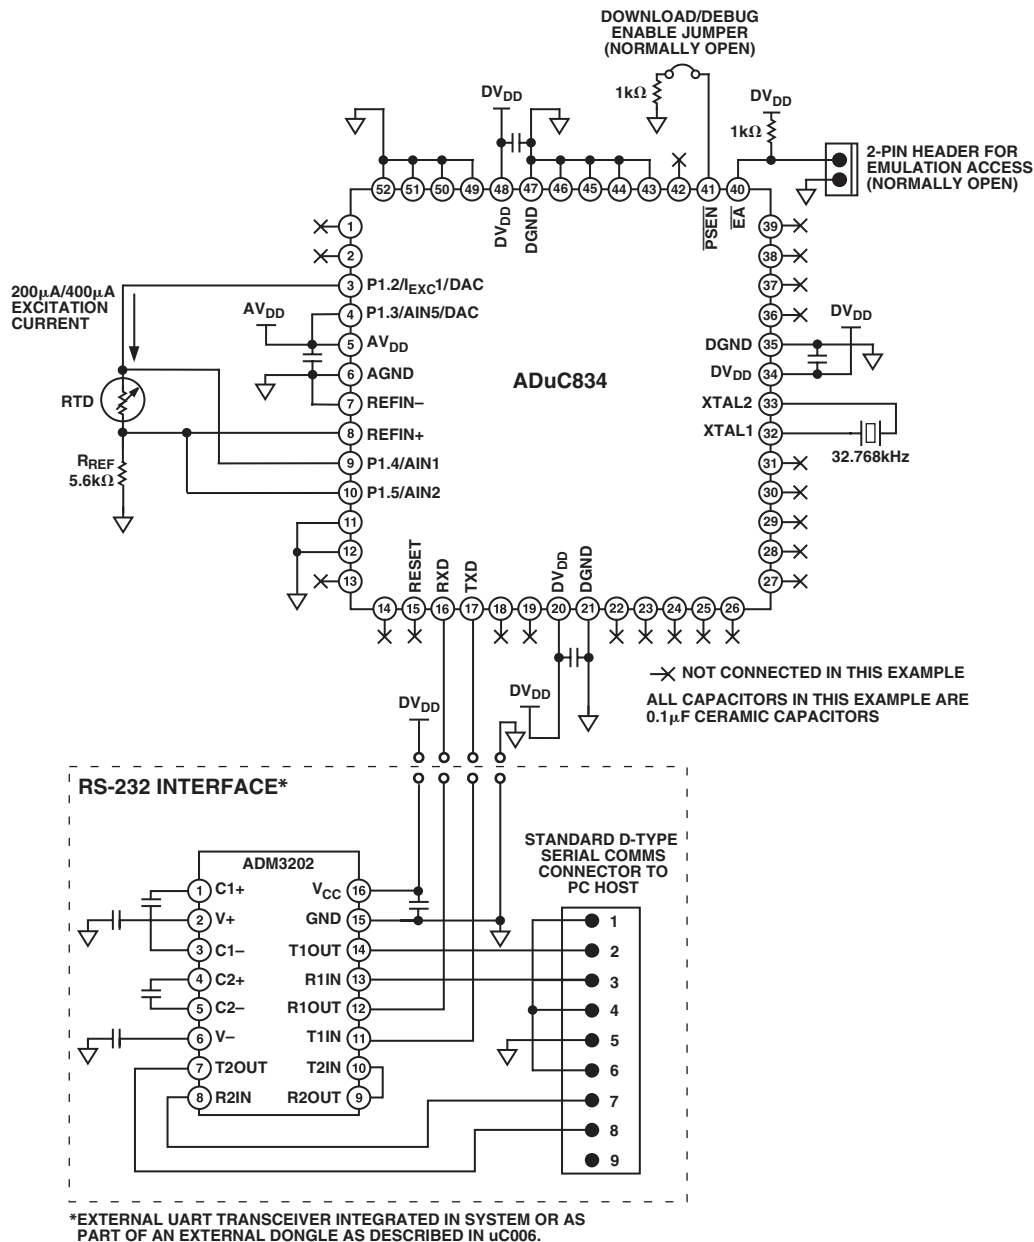 DOWNLOAD/DEBUG
ENABLE JUMPER
(NORMALLY OPEN)
1kΩ
DVDD
DVDD
1kΩ
2-PIN HEADER FOR
EMULATION ACCESS
(NORMALLY OPEN)
52 51 50 49 48 47 46 45 44 43 42 41 40
DVDD
DGND
PSEN
EA
1
2
3 P1.2/IEXC1/DAC
4 P1.3/AIN5/DAC
5 AVDD
6 AGND
7 REFIN–
8 REFIN+
9 P1.4/AIN1
10 P1.5/AIN2
11
12
13
200μA/400μA
EXCITATION
CURRENT
AVDD
RTD
RREF
5.6kΩ
ADuC834
39
38
37
36
DGND 35
DVDD 34
XTAL2 33
XTAL1 32
31
30
29
28
27
DVDD
32.768kHz
RESET
RXD
TXD
DVDD
DGND
14 15 16 17 18 19 20 21 22 23 24 25 26
NOT CONNECTED IN THIS EXAMPLE
ALL CAPACITORS IN THIS EXAMPLE ARE
0.1μF CERAMIC CAPACITORS
DVDD
DVDD
RS-232 INTERFACE*
ADM3202
1 C1+
2 V+
3 C1–
4 C2+
5 C2–
6 V–
7 T2OUT
8 R2IN
VCC 16
GND 15
T1OUT 14
R1IN 13
R1OUT 12
T1IN 11
T2IN 10
R2OUT 9
STANDARD D-TYPE
SERIAL COMMS
CONNECTOR TO
PC HOST
1
2
3
4
5
6
7
8
9
*EXTERNAL UART TRANSCEIVER INTEGRATED IN SYSTEM OR AS
PART OF AN EXTERNAL DONGLE AS DESCRIBED IN uC006.